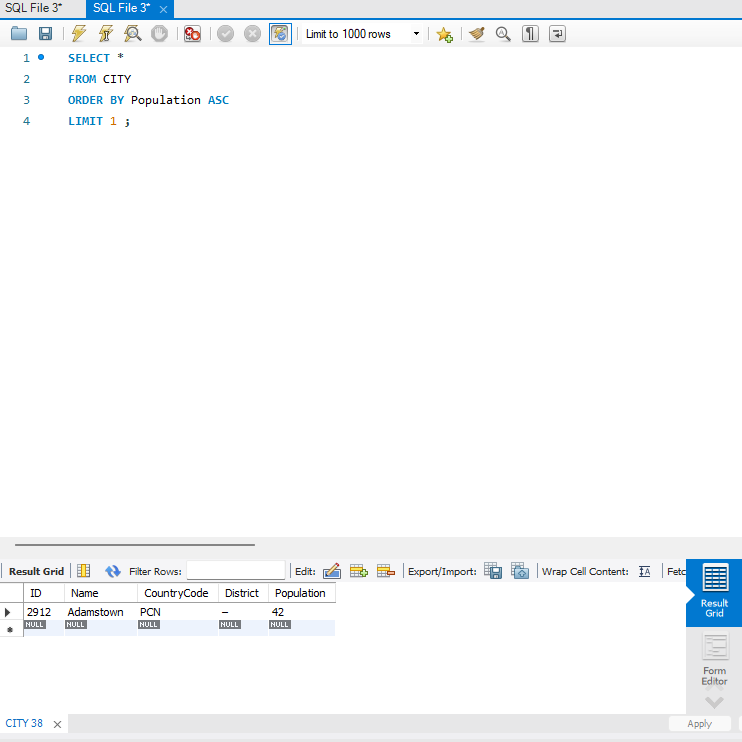 SQL File 3* SQL File 3*
Limit to 1000 rows
1 SELECT *
2 FROM CITY
3 ORDER BY Population ASC
4 LIMIT 1 ;
Result Grid Filter Rows: Edit: Export/Import: Wrap Cell Content: Fetc
Result
Grid
ID Name CountryCode District Population
2912 Adamstown PCN – 42
NULL NULL NULL NULL NULL
Form
Editor
CITY 38 Apply